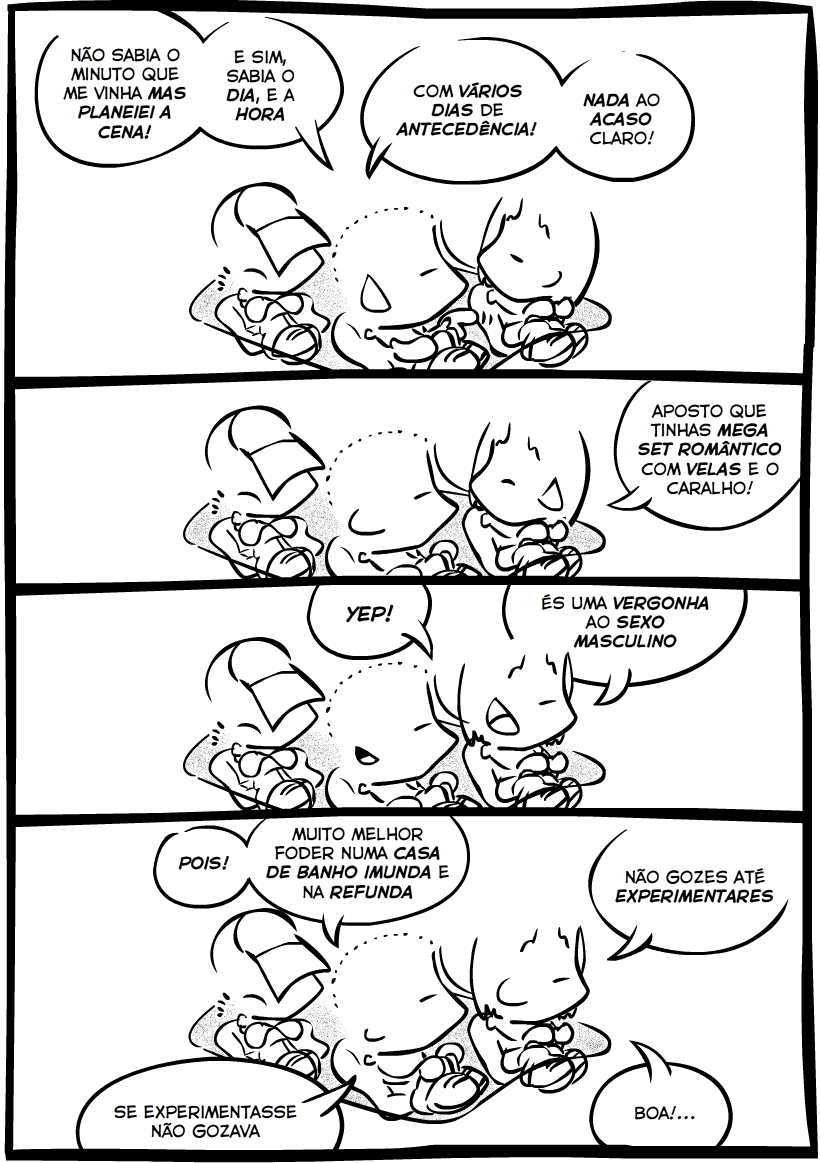 NÃO SABIA O
MINUTO QUE
ME VINHA MAS
PLANEIEI A
CENA!
E SIM,
SABIA O
DIA, E A
HORA
COM VÁRIOS
DIAS DE
ANTECEDÊNCIA!
NADA AO
ACASO
CLARO!
APOSTO QUE
TINHAS MEGA
SET ROMÂNTICO
COM VELAS E O
CARALHO!
YEP!
ÉS UMA VERGONHA
AO SEXO
MASCULINO
POIS!
MUITO MELHOR
FODER NUMA CASA
DE BANHO IMUNDA E
NA REFUNDA
NÃO GOZES ATÉ
EXPERIMENTARES
SE EXPERIMENTASSE
NÃO GOZAVA
BOA!...